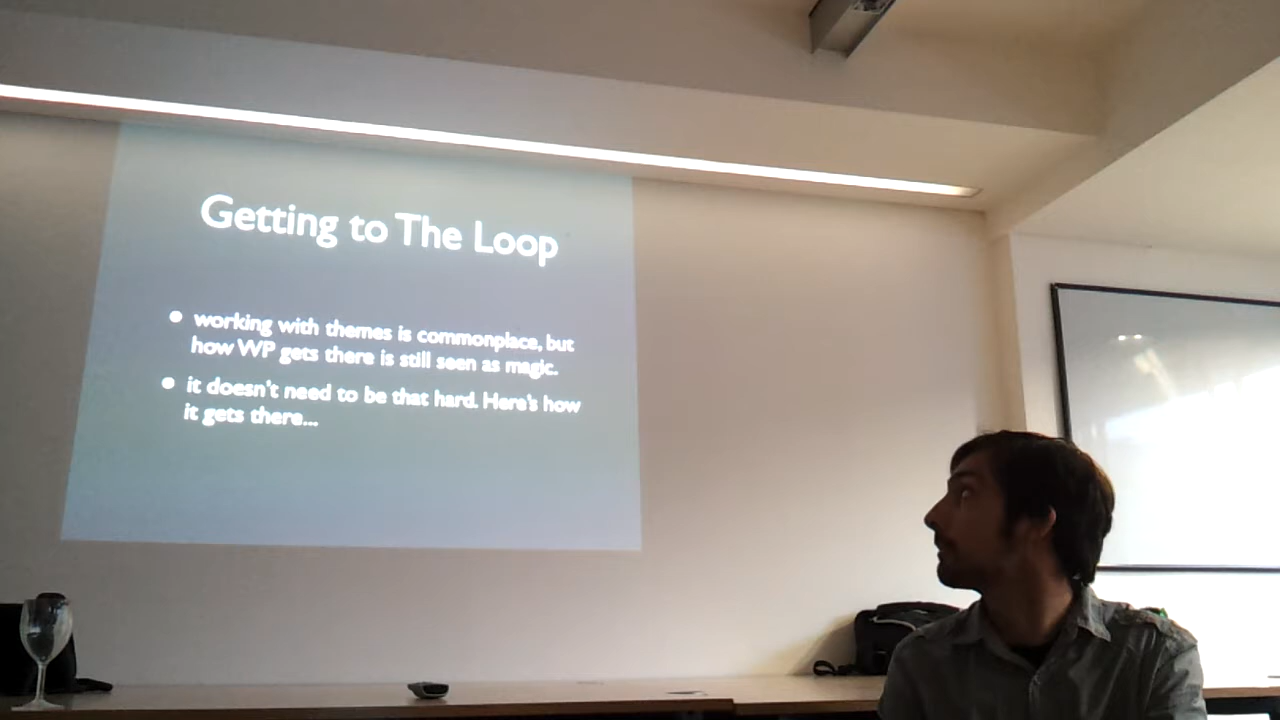 Getting to The Loop
• working with themes is commonplace, but
how WP gets there is still seen as magic.
• it doesn't need to be that hard. Here's how
it gets there...